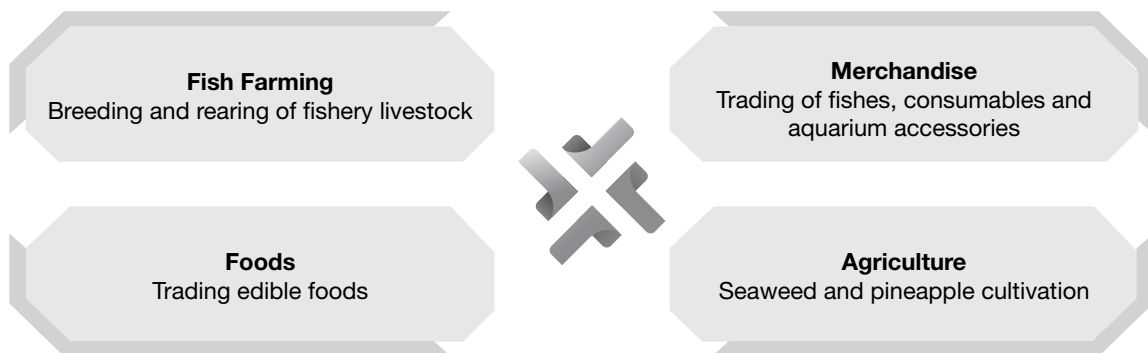 Fish Farming
Breeding and rearing of fishery livestock
Merchandise
Trading of fishes, consumables and
aquarium accessories
Foods
Trading edible foods
Agriculture
Seaweed and pineapple cultivation